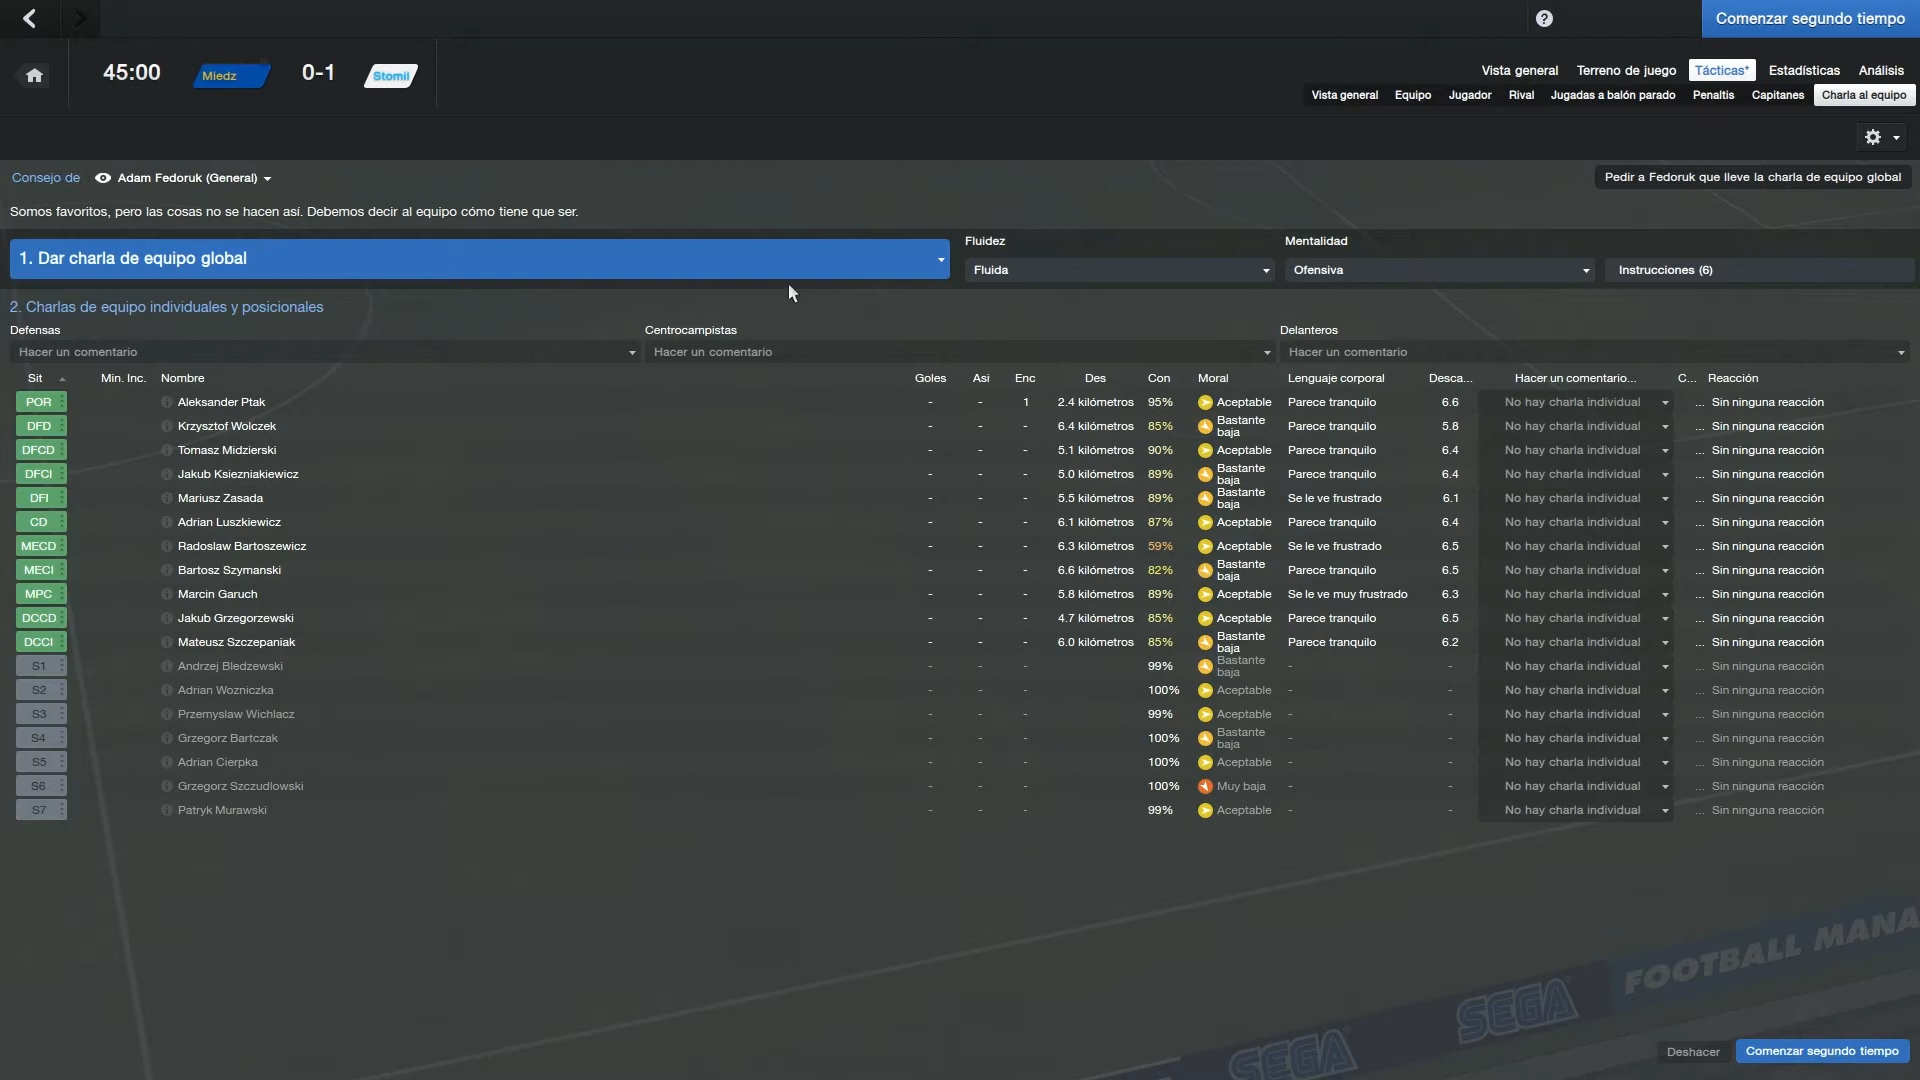 Comenzar segundo tiempo
45:00 Miedz 0-1 Stomil
Vista general Terreno de juego Tácticas* Estadísticas Análisis
Vista general Equipo Jugador Rival Jugadas a balón parado Penaltis Capitanes Charla al equipo
Consejo de Adam Fedoruk (General)
Pedir a Fedoruk que lleve la charla de equipo global
Somos favoritos, pero las cosas no se hacen así. Debemos decir al equipo cómo tiene que ser.
1. Dar charla de equipo global
Fluidez Mentalidad
Fluida Ofensiva Instrucciones (6)
2. Charlas de equipo individuales y posicionales
Defensas Centrocampistas Delanteros
Hacer un comentario Hacer un comentario Hacer un comentario
Sit Min. Inc. Nombre Goles Asi Enc Des Con Moral Lenguaje corporal Desca... Hacer un comentario... C... Reacción
POR Aleksander Ptak - - 1 2.4 kilómetros 95% Aceptable Parece tranquilo 6.6 No hay charla individual ... Sin ninguna reacción
DFD Krzysztof Wolczek - - - 6.4 kilómetros 85% Bastante baja Parece tranquilo 5.8 No hay charla individual ... Sin ninguna reacción
DFCD Tomasz Midzierski - - - 5.1 kilómetros 90% Aceptable Parece tranquilo 6.4 No hay charla individual ... Sin ninguna reacción
DFCI Jakub Ksiezniakiewicz - - - 5.0 kilómetros 89% Bastante baja Parece tranquilo 6.4 No hay charla individual ... Sin ninguna reacción
DFI Mariusz Zasada - - - 5.5 kilómetros 89% Bastante baja Se le ve frustrado 6.1 No hay charla individual ... Sin ninguna reacción
CD Adrian Luszkiewicz - - - 6.1 kilómetros 87% Aceptable Parece tranquilo 6.4 No hay charla individual ... Sin ninguna reacción
MECD Radoslaw Bartoszewicz - - - 6.3 kilómetros 59% Aceptable Se le ve frustrado 6.5 No hay charla individual ... Sin ninguna reacción
MECI Bartosz Szymanski - - - 6.6 kilómetros 82% Bastante baja Parece tranquilo 6.5 No hay charla individual ... Sin ninguna reacción
MPC Marcin Garuch - - - 5.8 kilómetros 89% Aceptable Se le ve muy frustrado 6.3 No hay charla individual ... Sin ninguna reacción
DCCD Jakub Grzegorzewski - - - 4.7 kilómetros 85% Aceptable Parece tranquilo 6.5 No hay charla individual ... Sin ninguna reacción
DCCI Mateusz Szczepaniak - - - 6.0 kilómetros 85% Bastante baja Parece tranquilo 6.2 No hay charla individual ... Sin ninguna reacción
S1 Andrzej Bledzewski - - - 99% Bastante baja - - No hay charla individual ... Sin ninguna reacción
S2 Adrian Wozniczka - - - 100% Aceptable - - No hay charla individual ... Sin ninguna reacción
S3 Przemyslaw Wichlacz - - - 99% Aceptable - - No hay charla individual ... Sin ninguna reacción
S4 Grzegorz Bartczak - - - 100% Bastante baja - - No hay charla individual ... Sin ninguna reacción
S5 Adrian Cierpka - - - 100% Aceptable - - No hay charla individual ... Sin ninguna reacción
S6 Grzegorz Szczudlowski - - - 100% Muy baja - - No hay charla individual ... Sin ninguna reacción
S7 Patryk Murawski - - - 99% Aceptable - - No hay charla individual ... Sin ninguna reacción
SEGA SEGA FOOTBALL MANA
Deshacer Comenzar segundo tiempo